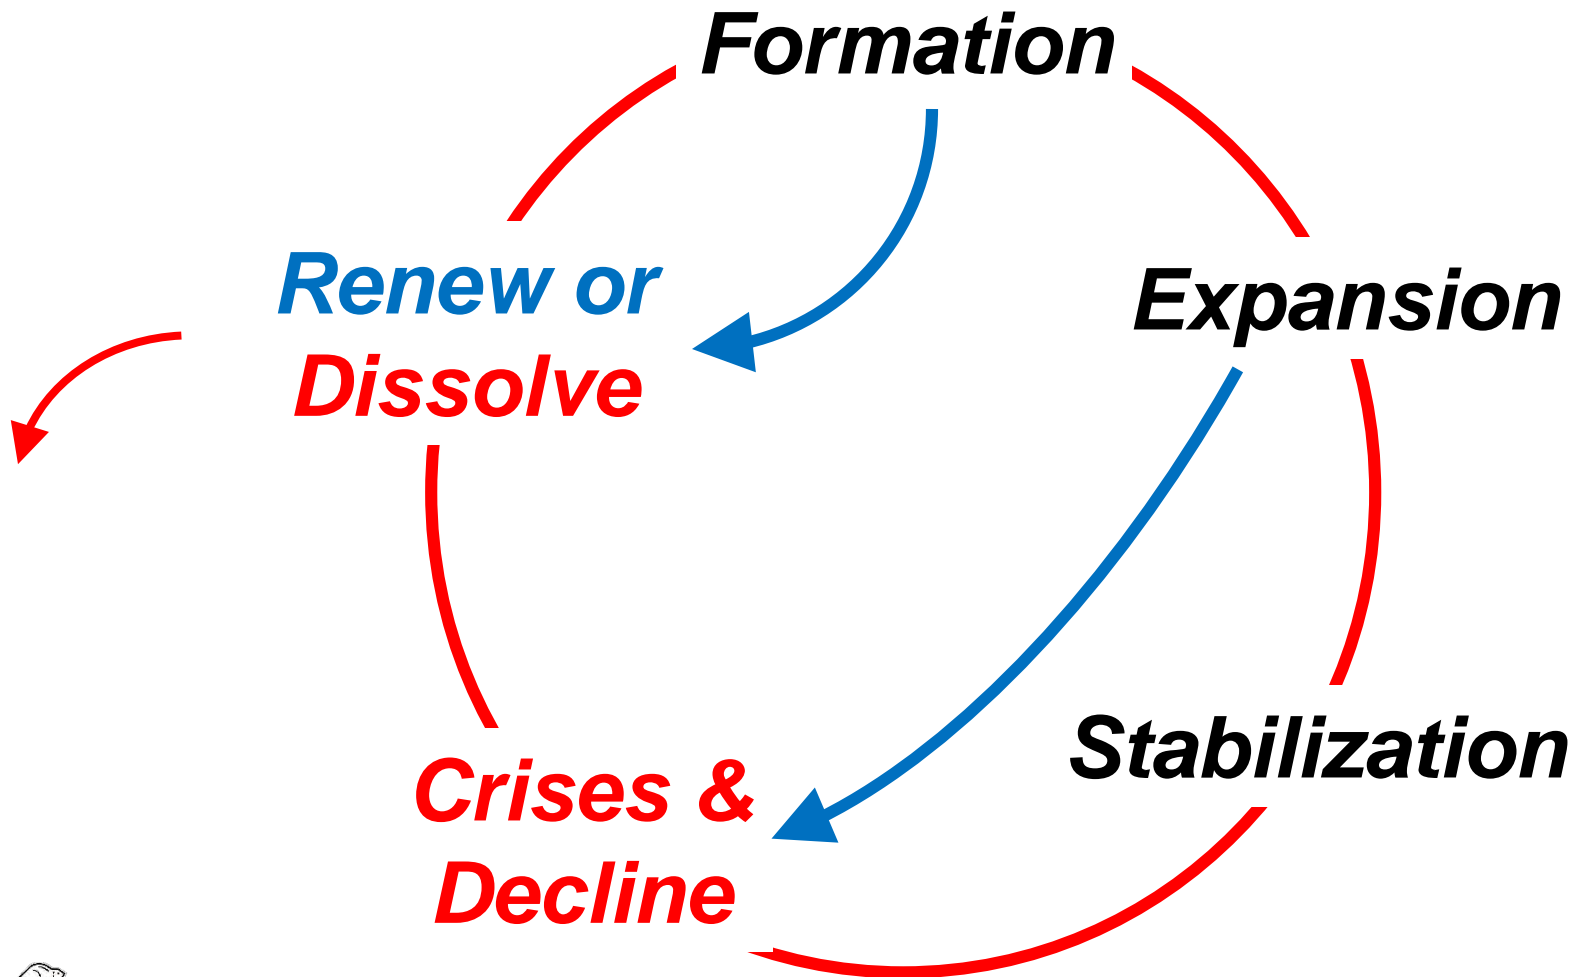 Formation
Expansion
Stabilization
Crises &
Decline
Renew or
Dissolve